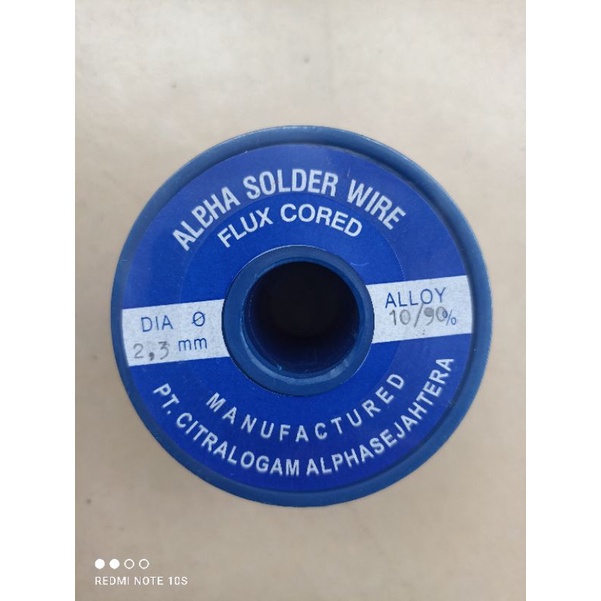 ALPHA SOLDER WIRE
FLUX CORED
DIA Ø
2,3 mm
ALLOY
10/90%
MANUFACTURED
PT. CITRALOGAM ALPHASEJAHTERA
REDMI NOTE 10S